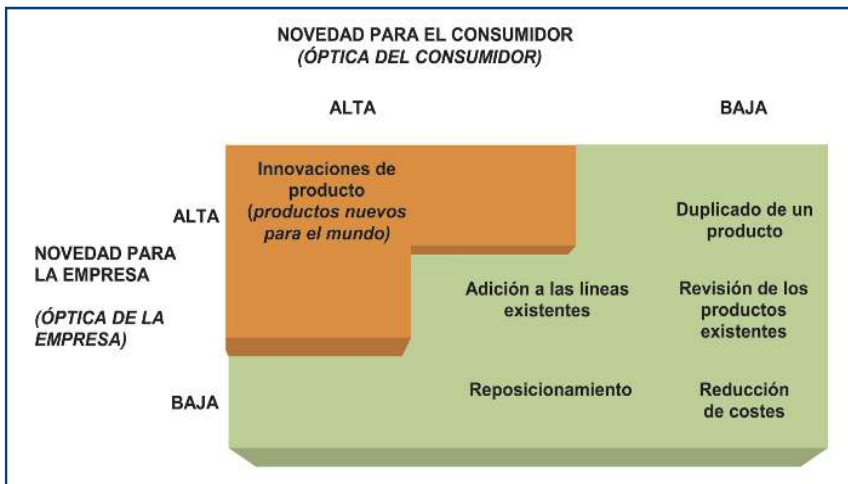 NOVEDAD PARA EL CONSUMIDOR
(ÓPTICA DEL CONSUMIDOR)
ALTA
BAJA
Innovaciones de
producto
(productos nuevos
para el mundo)
ALTA
Duplicado de un
producto
NOVEDAD PARA
LA EMPRESA
(ÓPTICA DE LA
EMPRESA)
Adición a las líneas
existentes
Revisión de los
productos
existentes
BAJA
Reposicionamiento
Reducción
de costes